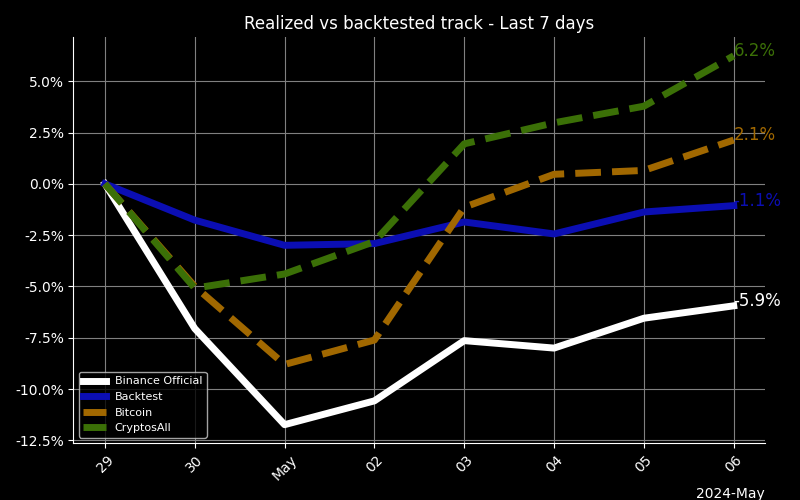 Realized vs backtested track - Last 7 days
6.2%
5.0%
2.5%
2.1%
0.0%
-1.1%
-2.5%
-5.0%
-5.9%
-7.5%
-10.0%
-12.5%
Binance Official
Backtest
Bitcoin
CryptosAll
29
30
May
02
03
04
05
06
2024-May